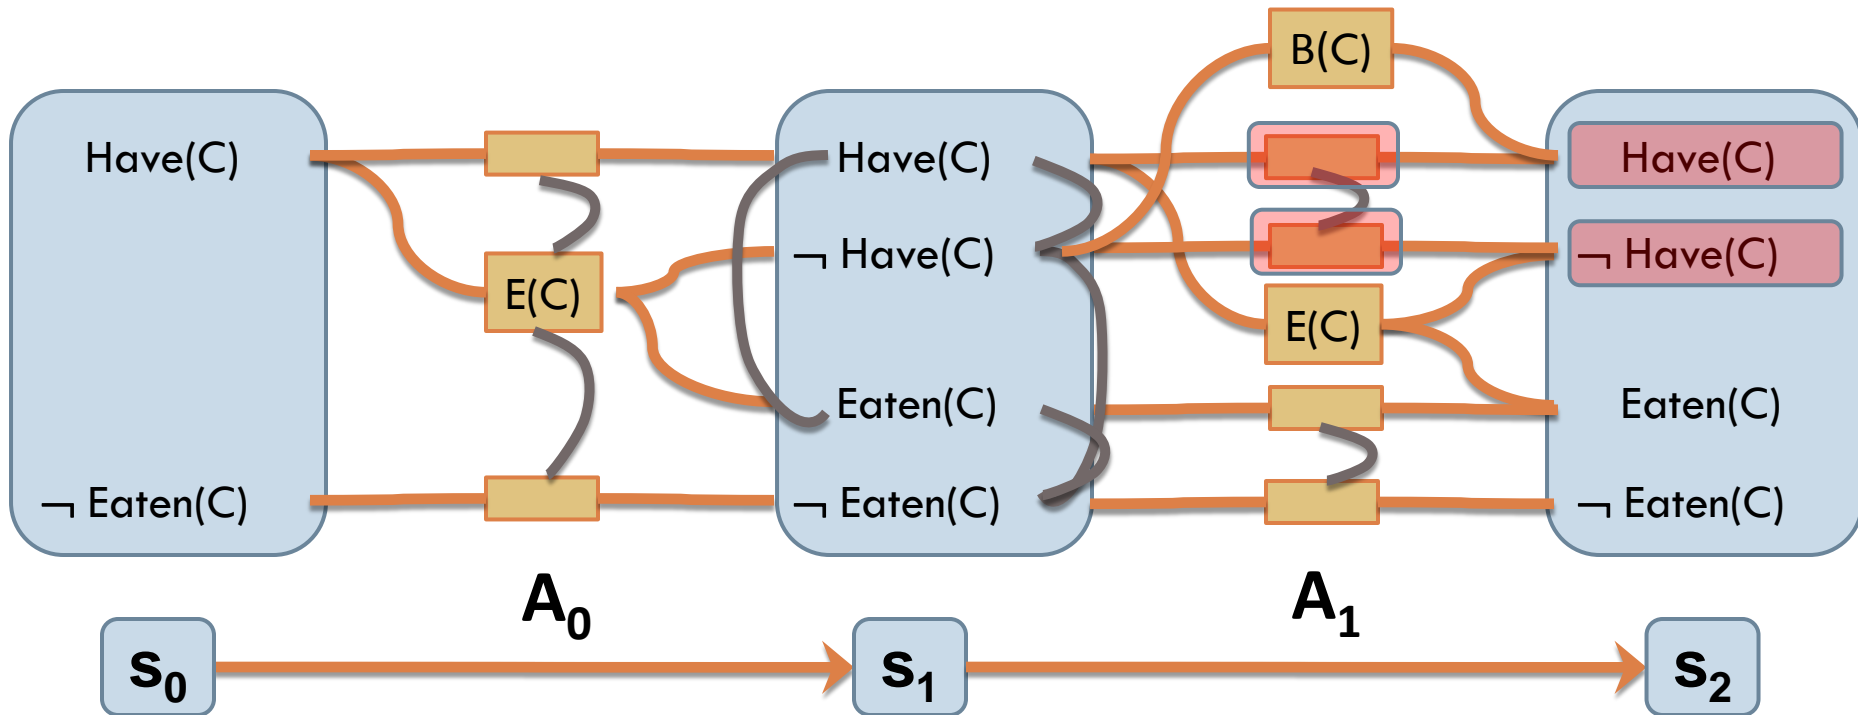 Have(C)
¬ Eaten(C)
E(C)
Have(C)
¬ Have(C)
Eaten(C)
¬ Eaten(C)
B(C)
E(C)
Have(C)
¬ Have(C)
Eaten(C)
¬ Eaten(C)
A₀
A₁
s₀
s₁
s₂